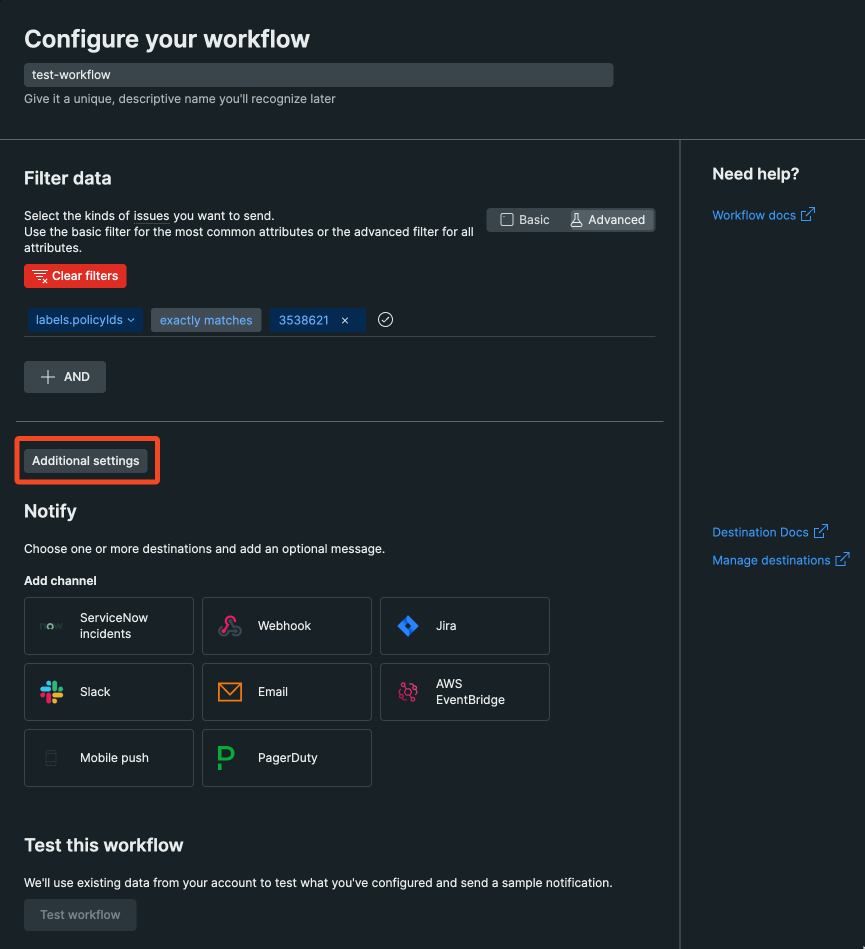 Configure your workflow
test-workflow
Give it a unique, descriptive name you'll recognize later
Filter data
Select the kinds of issues you want to send.
Use the basic filter for the most common attributes or the advanced filter for all
attributes.
Basic
Advanced
Clear filters
labels.policyIds
exactly matches
3538621
AND
Additional settings
Notify
Choose one or more destinations and add an optional message.
Add channel
now
ServiceNow
incidents
Webhook
Jira
Slack
Email
AWS
EventBridge
Mobile push
PagerDuty
Test this workflow
We'll use existing data from your account to test what you've configured and send a sample notification.
Test workflow
Need help?
Workflow docs
Destination Docs
Manage destinations